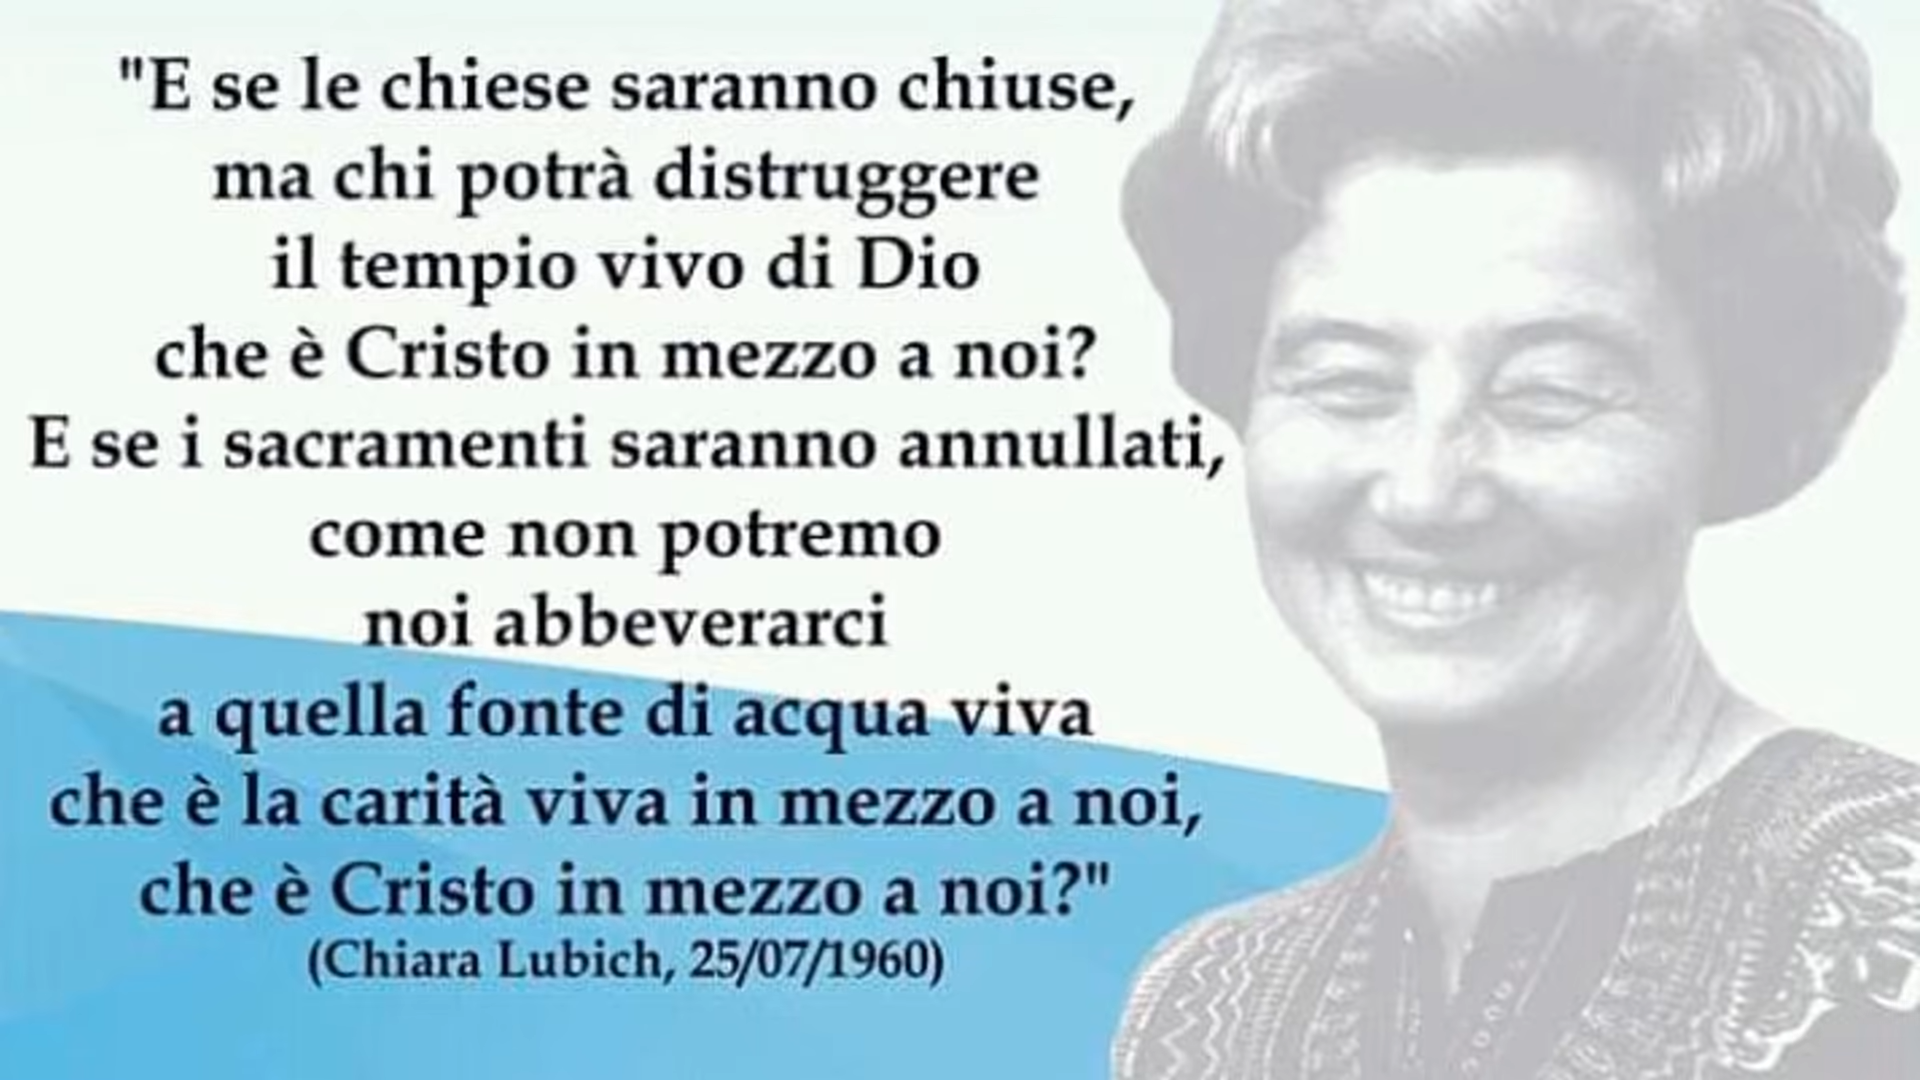 "E se le chiese saranno chiuse,
ma chi potrà distruggere
il tempio vivo di Dio
che è Cristo in mezzo a noi?
E se i sacramenti saranno annullati,
come non potremo
noi abbeverarci
a quella fonte di acqua viva
che è la carità viva in mezzo a noi,
che è Cristo in mezzo a noi?"
(Chiara Lubich, 25/07/1960)